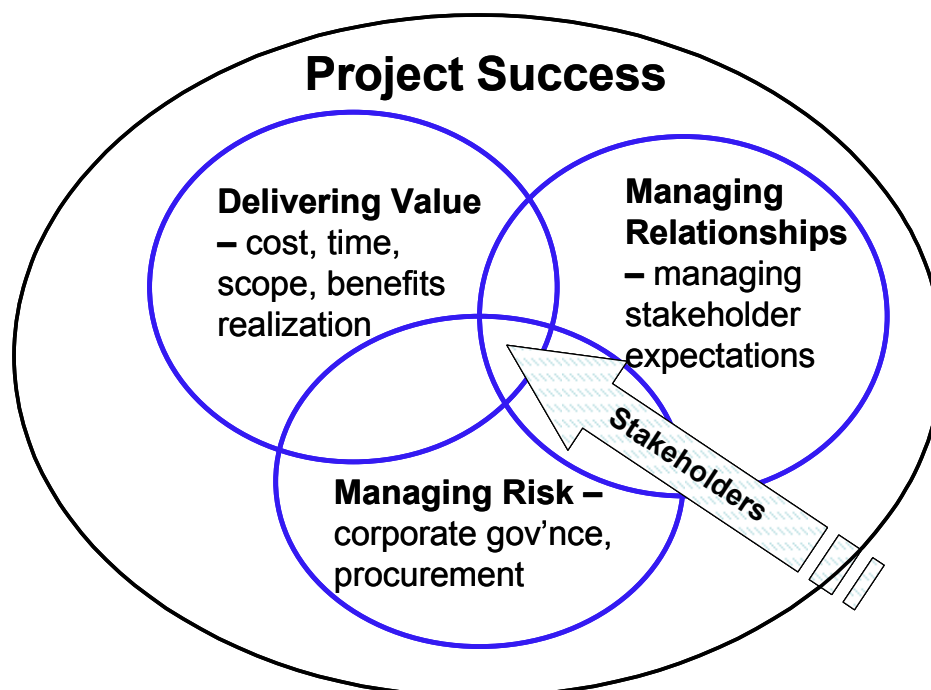 Project Success
Delivering Value
– cost, time,
scope, benefits
realization
Managing
Relationships
– managing
stakeholder
expectations
Stakeholders
Managing Risk –
corporate gov’nce,
procurement